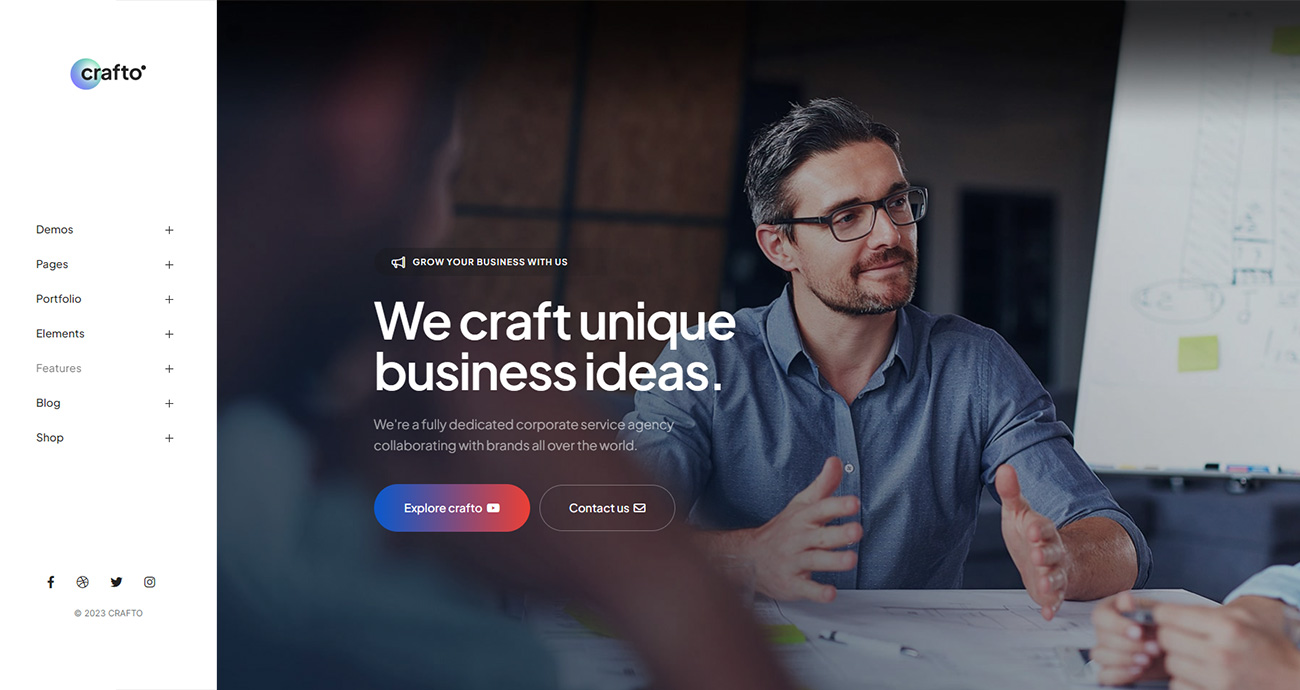 crafto
Demos
Pages
Portfolio
Elements
Features
Blog
Shop
© 2023 CRAFTO
GROW YOUR BUSINESS WITH US
We craft unique
business ideas.
We're a fully dedicated corporate service agency
collaborating with brands all over the world.
Explore crafto
Contact us